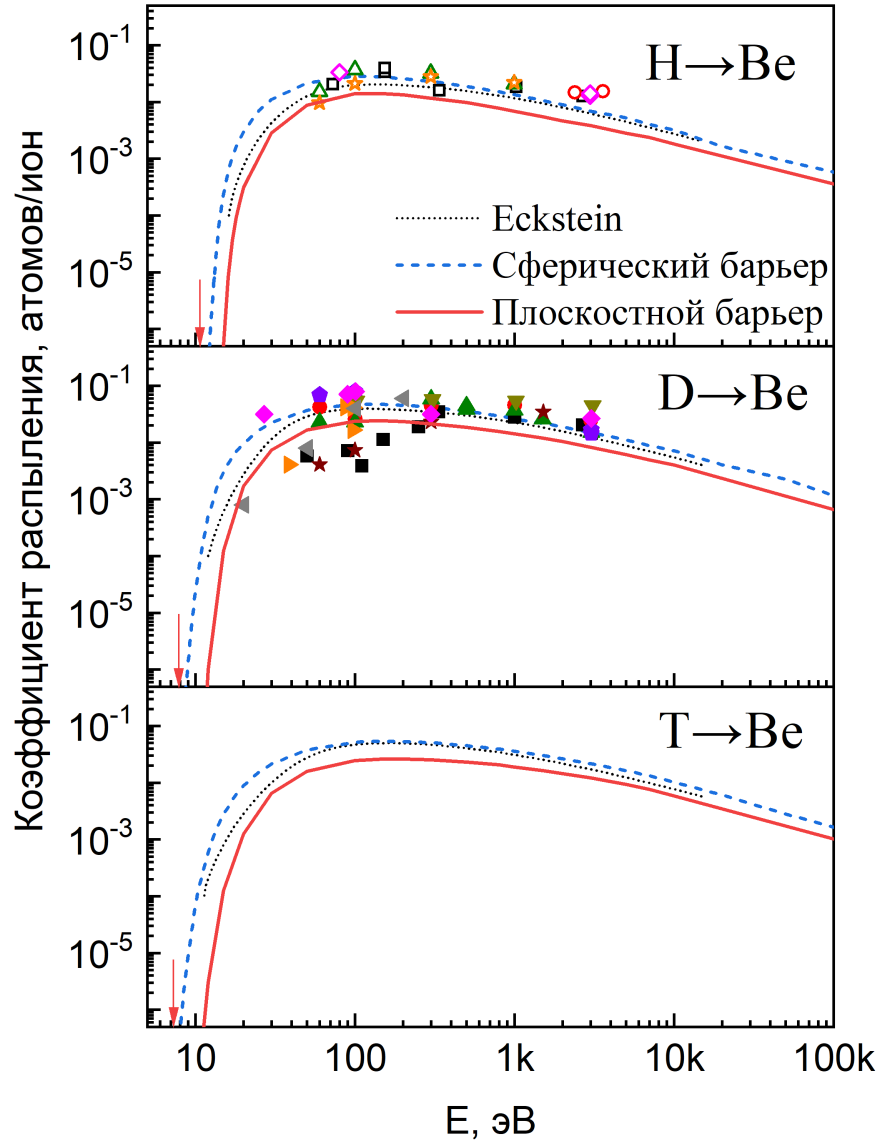 Коэффициент распыления, атомов/ион
10⁻¹
10⁻³
10⁻⁵
H→Be
Eckstein
Сферический барьер
Плоскостной барьер
10⁻¹
10⁻³
10⁻⁵
D→Be
10⁻¹
10⁻³
10⁻⁵
T→Be
10 100 1k 10k 100k
E, эВ